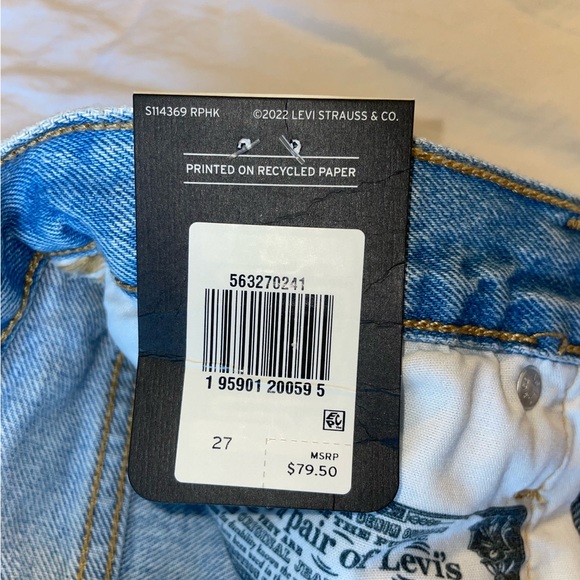 S114369 RPHK ©2022 LEVI STRAUSS & CO.
PRINTED ON RECYCLED PAPER
563270241
1 95901 20059 5
27
MSRP
$79.50
pair of Levi's